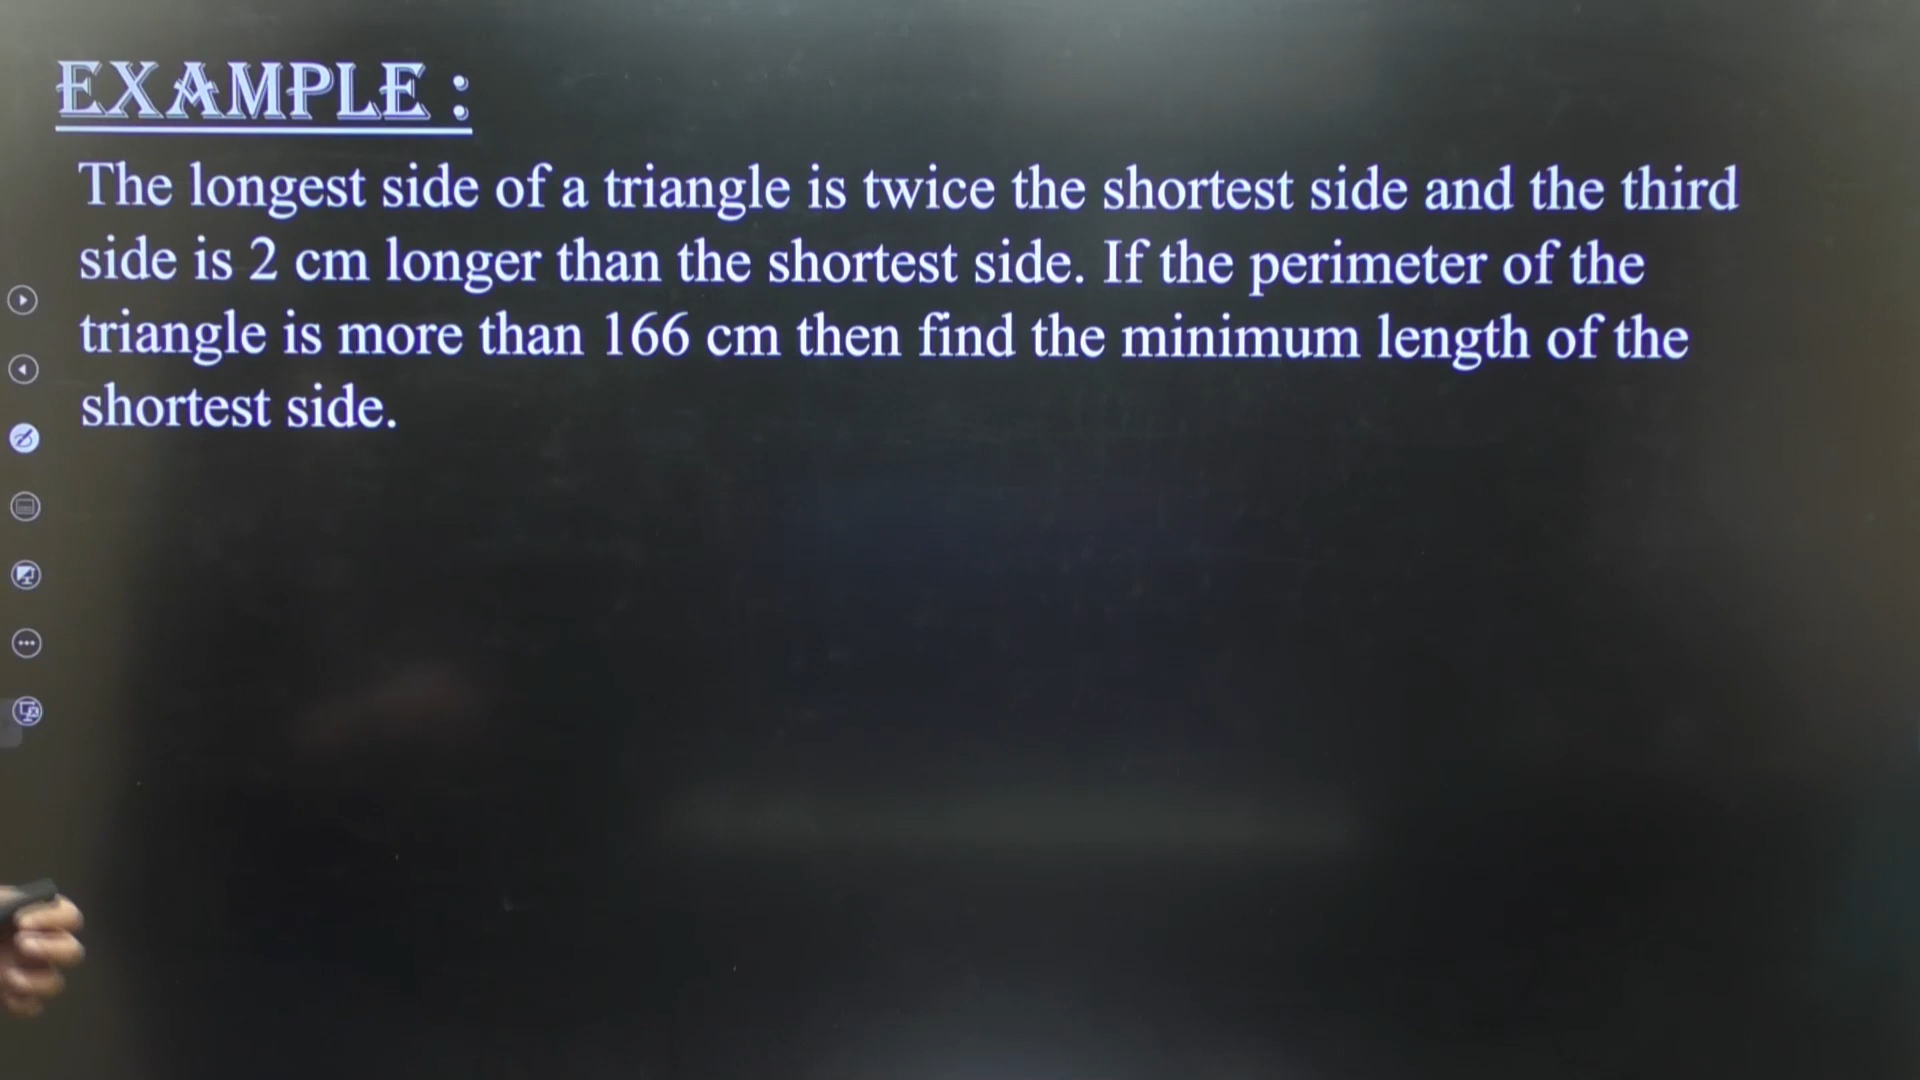 EXAMPLE :
The longest side of a triangle is twice the shortest side and the third
side is 2 cm longer than the shortest side. If the perimeter of the
triangle is more than 166 cm then find the minimum length of the
shortest side.